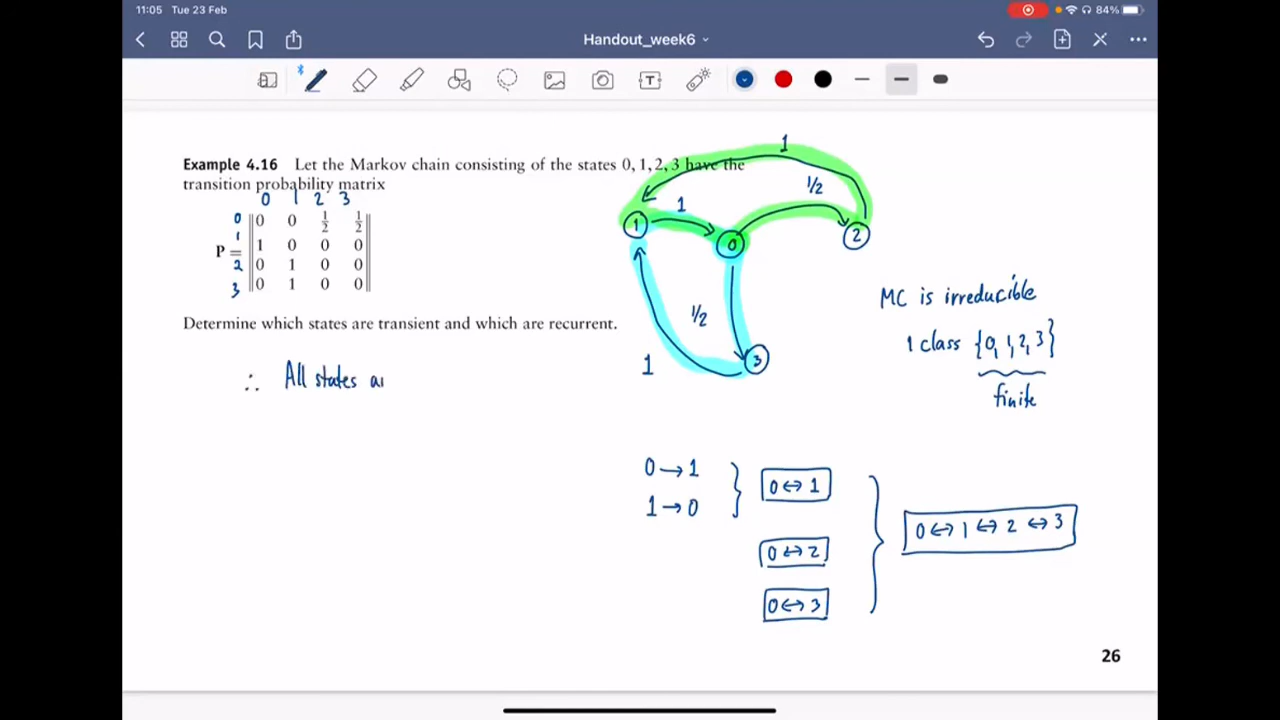 11:05 Tue 23 Feb
84%
Handout_week6
Example 4.16 Let the Markov chain consisting of the states 0, 1, 2, 3 have the
transition probability matrix
0 1 2 3
0 0 0 1/2 1/2
1 1 0 0 0
P =
2 0 1 0 0
3 0 1 0 0
Determine which states are transient and which are recurrent.
∴ All states ar
1
1/2
1
1
0
2
1/2
1
3
MC is irreducible
1 class {0, 1, 2, 3}
finite
0 → 1
1 → 0
0 ↔ 1
0 ↔ 2
0 ↔ 3
0 ↔ 1 ↔ 2 ↔ 3
26